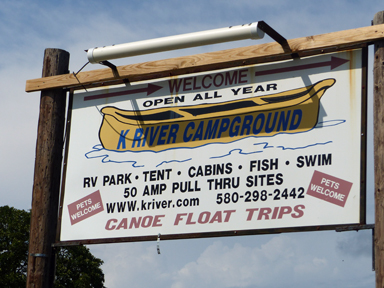 WELCOME
OPEN ALL YEAR
K RIVER CAMPGROUND
RV PARK • TENT • CABINS • FISH • SWIM
50 AMP PULL THRU SITES
PETS WELCOME
www.kriver.com 580-298-2442
PETS WELCOME
CANOE FLOAT TRIPS